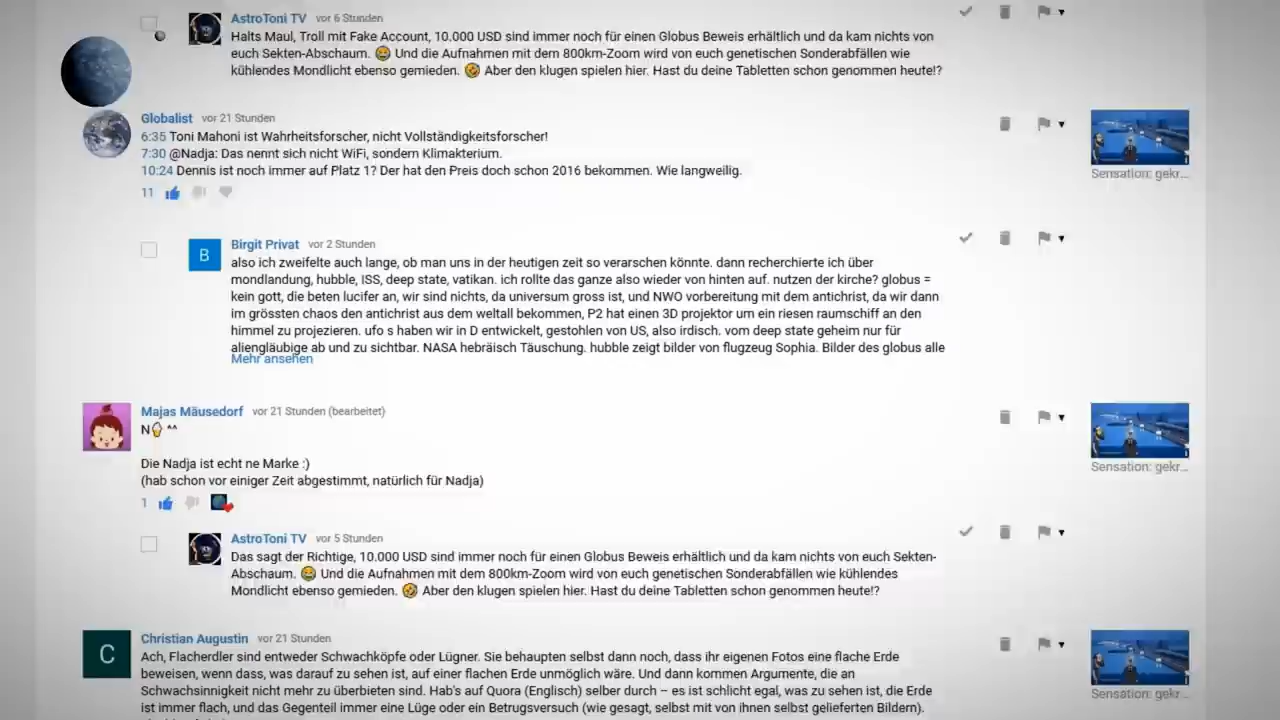 AstroToni TV vor 6 Stunden
Halts Maul, Troll mit Fake Account, 10.000 USD sind immer noch für einen Globus Beweis erhältlich und da kam nichts von
euch Sekten-Abschaum. 😂 Und die Aufnahmen mit dem 800km-Zoom wird von euch genetischen Sonderabfällen wie
kühlendes Mondlicht ebenso gemieden. 🤣 Aber den klugen spielen hier. Hast du deine Tabletten schon genommen heute!?
Globalist vor 21 Stunden
6:35 Toni Mahoni ist Wahrheitsforscher, nicht Vollständigkeitsforscher!
7:30 @Nadja: Das nennt sich nicht WiFi, sondern Klimakterium.
10:24 Dennis ist noch immer auf Platz 1? Der hat den Preis doch schon 2016 bekommen. Wie langweilig.
Sensation: gekr...
11
B
Birgit Privat vor 2 Stunden
also ich zweifelte auch lange, ob man uns in der heutigen zeit so verarschen könnte. dann recherchierte ich über
mondlandung, hubble, ISS, deep state, vatikan. ich rollte das ganze also wieder von hinten auf. nutzen der kirche? globus =
kein gott, die beten lucifer an, wir sind nichts, da universum gross ist, und NWO vorbereitung mit dem antichrist, da wir dann
im grössten chaos den antichrist aus dem weltall bekommen, P2 hat einen 3D projektor um ein riesen raumschiff an den
himmel zu projezieren. ufo s haben wir in D entwickelt, gestohlen von US, also irdisch. vom deep state geheim nur für
aliengläubige ab und zu sichtbar. NASA hebräisch Täuschung. hubble zeigt bilder von flugzeug Sophia. Bilder des globus alle
Mehr ansehen
Majas Mäusedorf vor 21 Stunden (bearbeitet)
N🍦 ^^
Die Nadja ist echt ne Marke :)
Sensation: gekr...
(hab schon vor einiger Zeit abgestimmt, natürlich für Nadja)
1
AstroToni TV vor 5 Stunden
Das sagt der Richtige, 10.000 USD sind immer noch für einen Globus Beweis erhältlich und da kam nichts von euch Sekten-
Abschaum. 😂 Und die Aufnahmen mit dem 800km-Zoom wird von euch genetischen Sonderabfällen wie kühlendes
Mondlicht ebenso gemieden. 🤣 Aber den klugen spielen hier. Hast du deine Tabletten schon genommen heute!?
C
Christian Augustin vor 21 Stunden
Ach, Flacherdler sind entweder Schwachköpfe oder Lügner. Sie behaupten selbst dann noch, dass ihr eigenen Fotos eine flache Erde
beweisen, wenn dass, was darauf zu sehen ist, auf einer flachen Erde unmöglich wäre. Und dann kommen Argumente, die an
Schwachsinnigkeit nicht mehr zu überbieten sind. Hab's auf Quora (Englisch) selber durch – es ist schlicht egal, was zu sehen ist, die Erde
Sensation: gekr...
ist immer flach, und das Gegenteil immer eine Lüge oder ein Betrugsversuch (wie gesagt, selbst mit von ihnen selbst gelieferten Bildern).